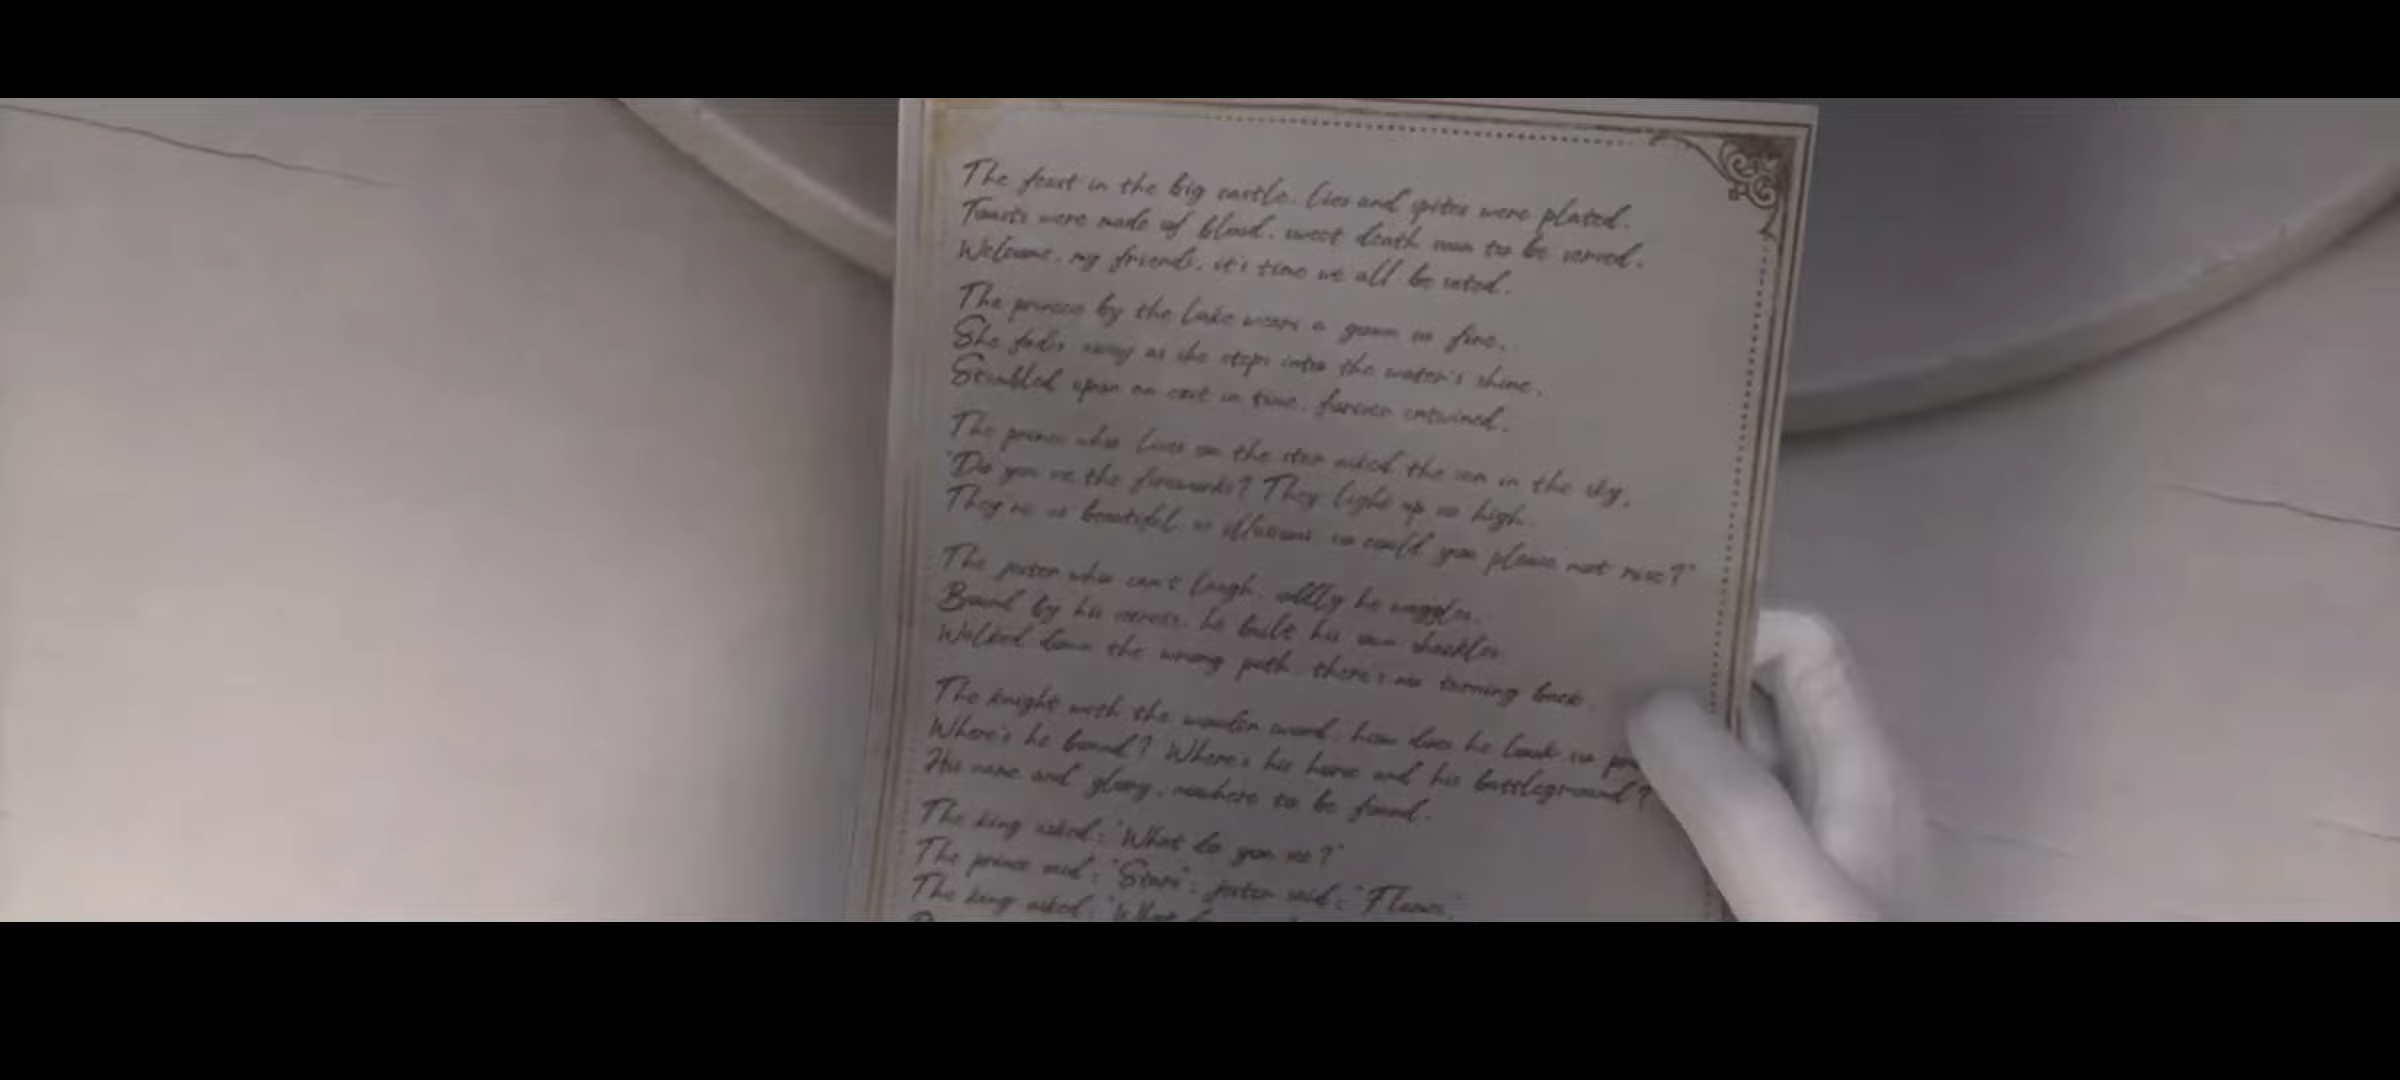 The feast in the big castle, lies and spites were plated.
Toasts were made of blood, sweet death soon to be served.
Welcome, my friends, it's time we all be sated.
The princess by the lake wears a gown so fine,
She fades away as she steps into the water's shine,
Stumbled upon an exit in time, forever entwined.
The prince who lives on the star asked the sun in the sky,
"Do you see the fireworks? They light up so high.
They're so beautiful as illusions, so could you please not rise?"
The jester who can't laugh, oddly he waggles.
Bound by his secrets, he built his own shackles.
Walked down the wrong path, there's no turning back.
The knight with the wooden sword, how does he look so
Where's he bound? Where's his horse and his battleground?
His name and glory, nowhere to be found.
The king asked: "What do you see?"
The prince said: "Stars"; jester said: "Flames."
The king asked: "What